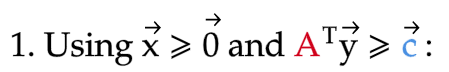 1. Using x⃗ ⩾ 0⃗ and Aᵀy⃗ ⩾ c⃗ :